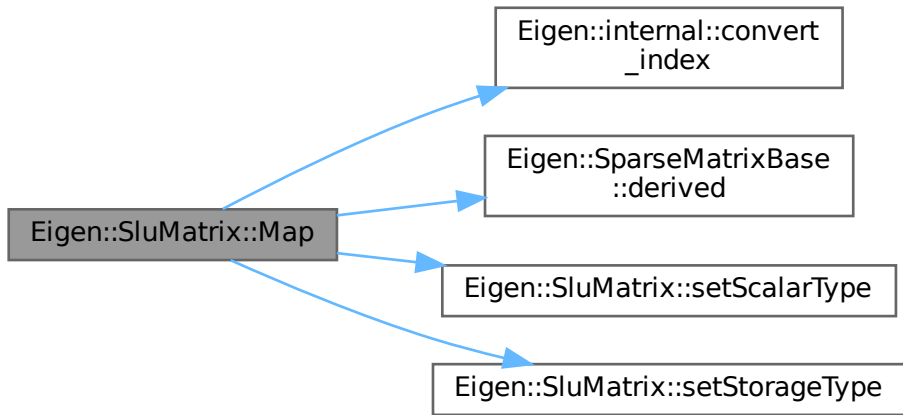 Eigen::internal::convert
_index
Eigen::SparseMatrixBase
::derived
Eigen::SluMatrix::Map
Eigen::SluMatrix::setScalarType
Eigen::SluMatrix::setStorageType